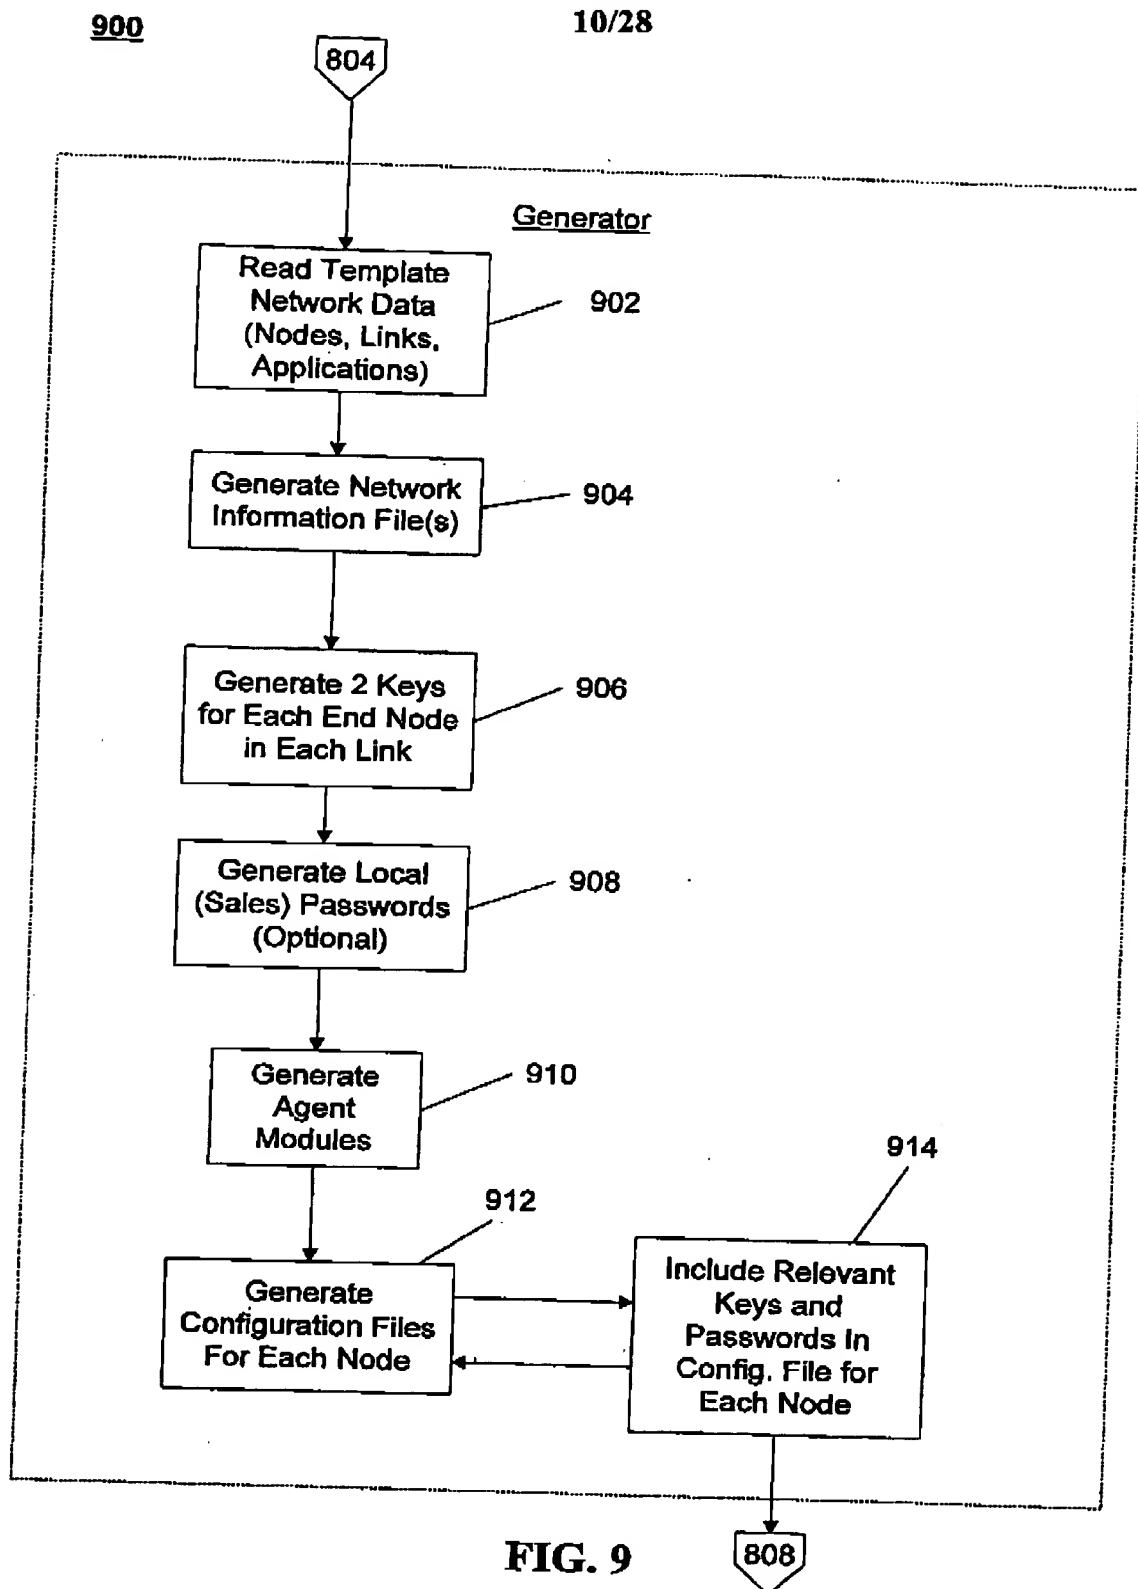 900
10/28
804
Generator
Read Template
Network Data
(Nodes, Links,
Applications)
902
Generate Network
Information File(s)
904
Generate 2 Keys
for Each End Node
in Each Link
906
Generate Local
(Sales) Passwords
(Optional)
908
Generate
Agent
Modules
910
912
Generate
Configuration Files
For Each Node
914
Include Relevant
Keys and
Passwords In
Config. File for
Each Node
FIG. 9
808